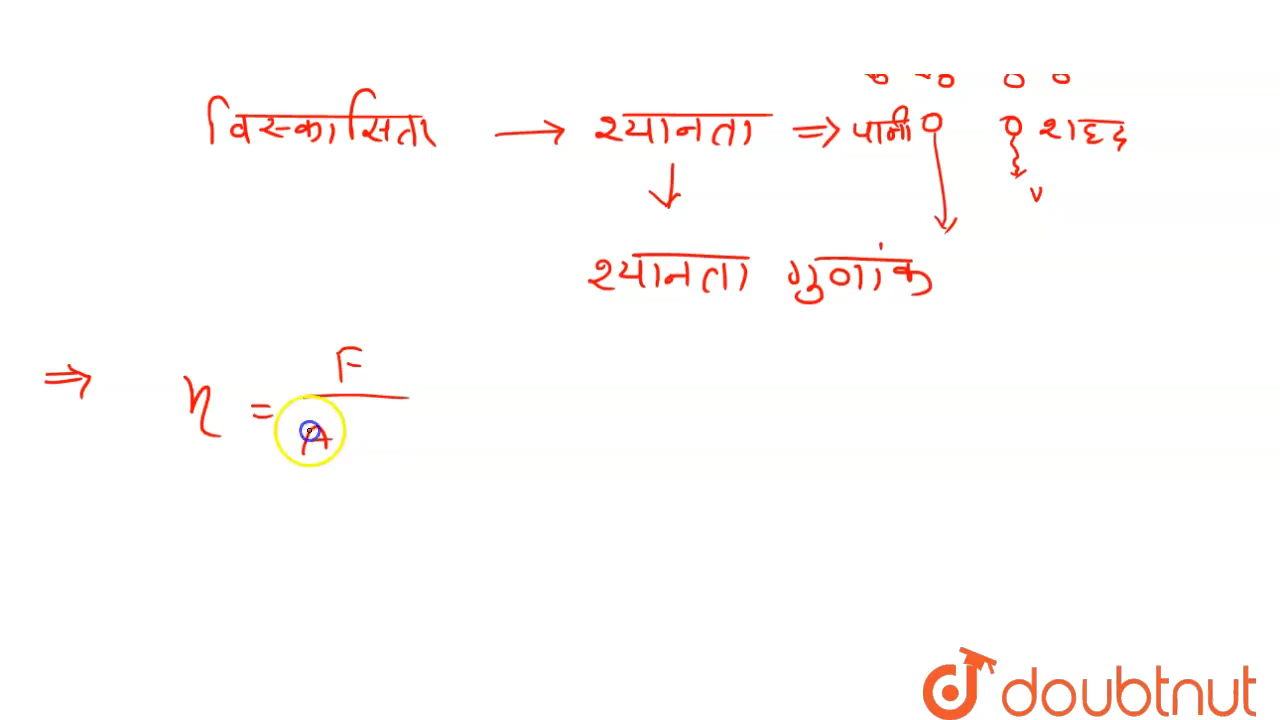 विस्कासिता → श्यानता ⇒ पानी शहद
v
श्यानता गुणांक
⇒ η = F
A
doubtnut